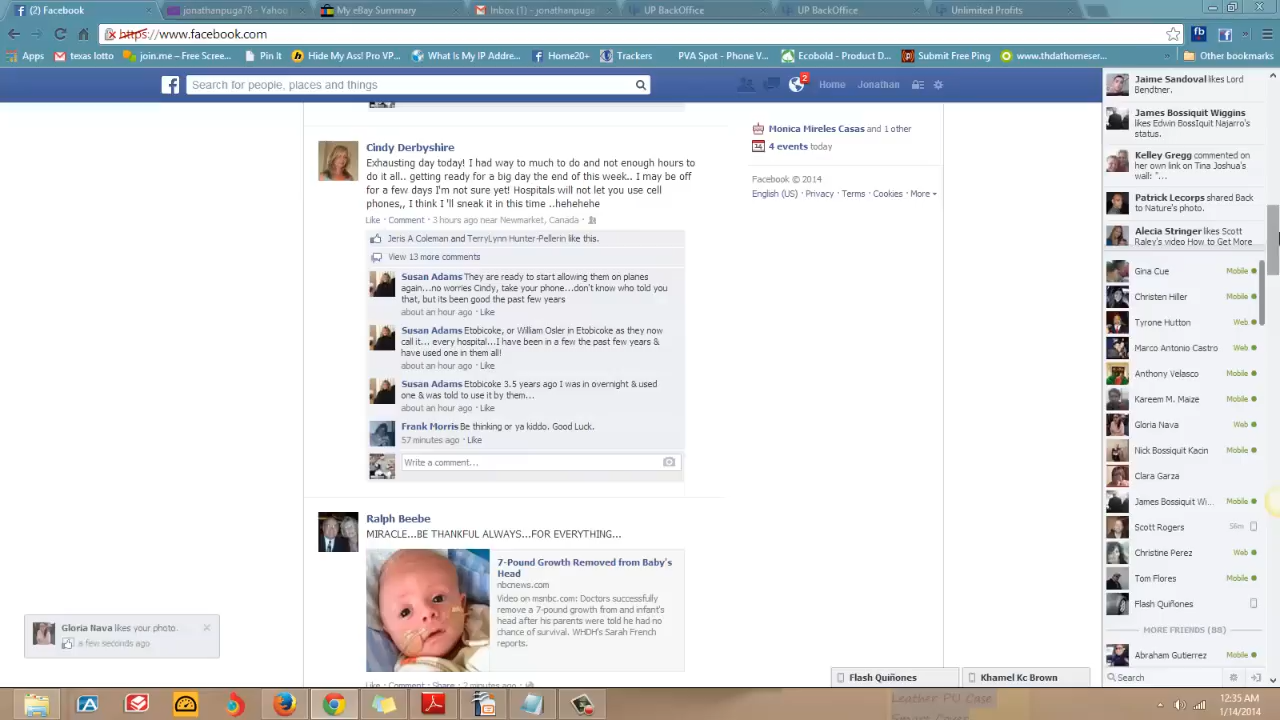 (2) Facebook
jonathanpuga78 - Yahoo
My eBay Summary
Inbox (1) - jonathanpuga
UP BackOffice
UP BackOffice
Unlimited Profits
https://www.facebook.com
Apps
texas lotto
join.me – Free Scree...
Pin It
Hide My Ass! Pro VP...
What Is My IP Addre...
Home20+
Trackers
PVA Spot - Phone V...
Ecobold - Product D...
Submit Free Ping
www.thdathomeser...
Other bookmarks
Search for people, places and things
2
Home
Jonathan
Cindy Derbyshire
Exhausting day today! I had way to much to do and not enough hours to
do it all.. getting ready for a big day the end of this week.. I may be off
for a few days I'm not sure yet! Hospitals will not let you use cell
phones,, I think I 'll sneak it in this time ..hehehehe
Like · Comment · 3 hours ago near Newmarket, Canada ·
Jeris A Coleman and TerryLynn Hunter-Pellerin like this.
View 13 more comments
Susan Adams They are ready to start allowing them on planes
again...no worries Cindy, take your phone...don't know who told you
that, but its been good the past few years
about an hour ago · Like
Susan Adams Etobicoke, or William Osler in Etobicoke as they now
call it... every hospital...I have been in a few the past few years &
have used one in them all!
about an hour ago · Like
Susan Adams Etobicoke 3.5 years ago I was in overnight & used
one & was told to use it by them...
about an hour ago · Like
Frank Morris Be thinking or ya kiddo. Good Luck.
57 minutes ago · Like
Write a comment...
Ralph Beebe
MIRACLE...BE THANKFUL ALWAYS...FOR EVERYTHING...
7-Pound Growth Removed from Baby's
Head
nbcnews.com
Video on msnbc.com: Doctors successfully
remove a 7-pound growth from and infant's
head after his parents were told he had no
chance of survival. WHDH's Sarah French
reports.
Like · Comment · Share · 2 minutes ago ·
Monica Mireles Casas and 1 other
4 events today
Facebook © 2014
English (US) · Privacy · Terms · Cookies · More
Jaime Sandoval likes Lord
Bendtner.
James Bossiquit Wiggins
likes Edwin BossIquit Najarro's
status.
Kelley Gregg commented on
her own link on Tina Joshua's
wall: "...
Patrick Lecorps shared Back
to Nature's photo.
Alecia Stringer likes Scott
Raley's video How to Get More
Gina Cue Mobile
Christen Hiller Mobile
Tyrone Hutton Web
Marco Antonio Castro Web
Anthony Velasco Mobile
Kareem M. Maize Mobile
Gloria Nava Web
Nick Bossiquit Kacin Mobile
Clara Garza
James Bossiquit Wi... Mobile
Scott Rogers
Christine Perez Web
Tom Flores Mobile
Flash Quiñones
MORE FRIENDS (88)
Abraham Gutierrez Mobile
Search
Gloria Nava likes your photo.
a few seconds ago
Flash Quiñones
Khamel Kc Brown
Leather PU Case
Smart Cover
12:35 AM
1/14/2014